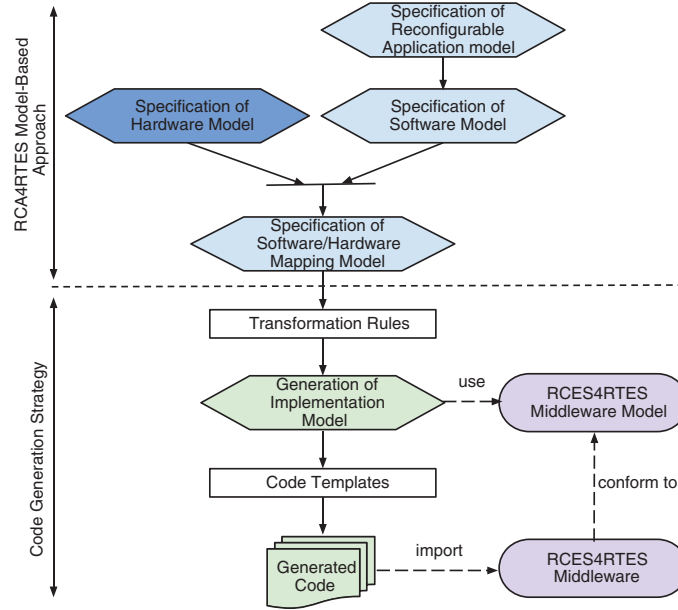 Specification of
Reconfigurable
Application model
Specification of
Hardware Model
Specification of
Software Model
RCA4RTES Model-Based
Approach
Specification of
Software/Hardware
Mapping Model
Transformation Rules
Generation of
Implementation
Model
use
RCES4RTES
Middleware Model
Code Generation Strategy
Code Templates
conform to
Generated
Code
import
RCES4RTES
Middleware